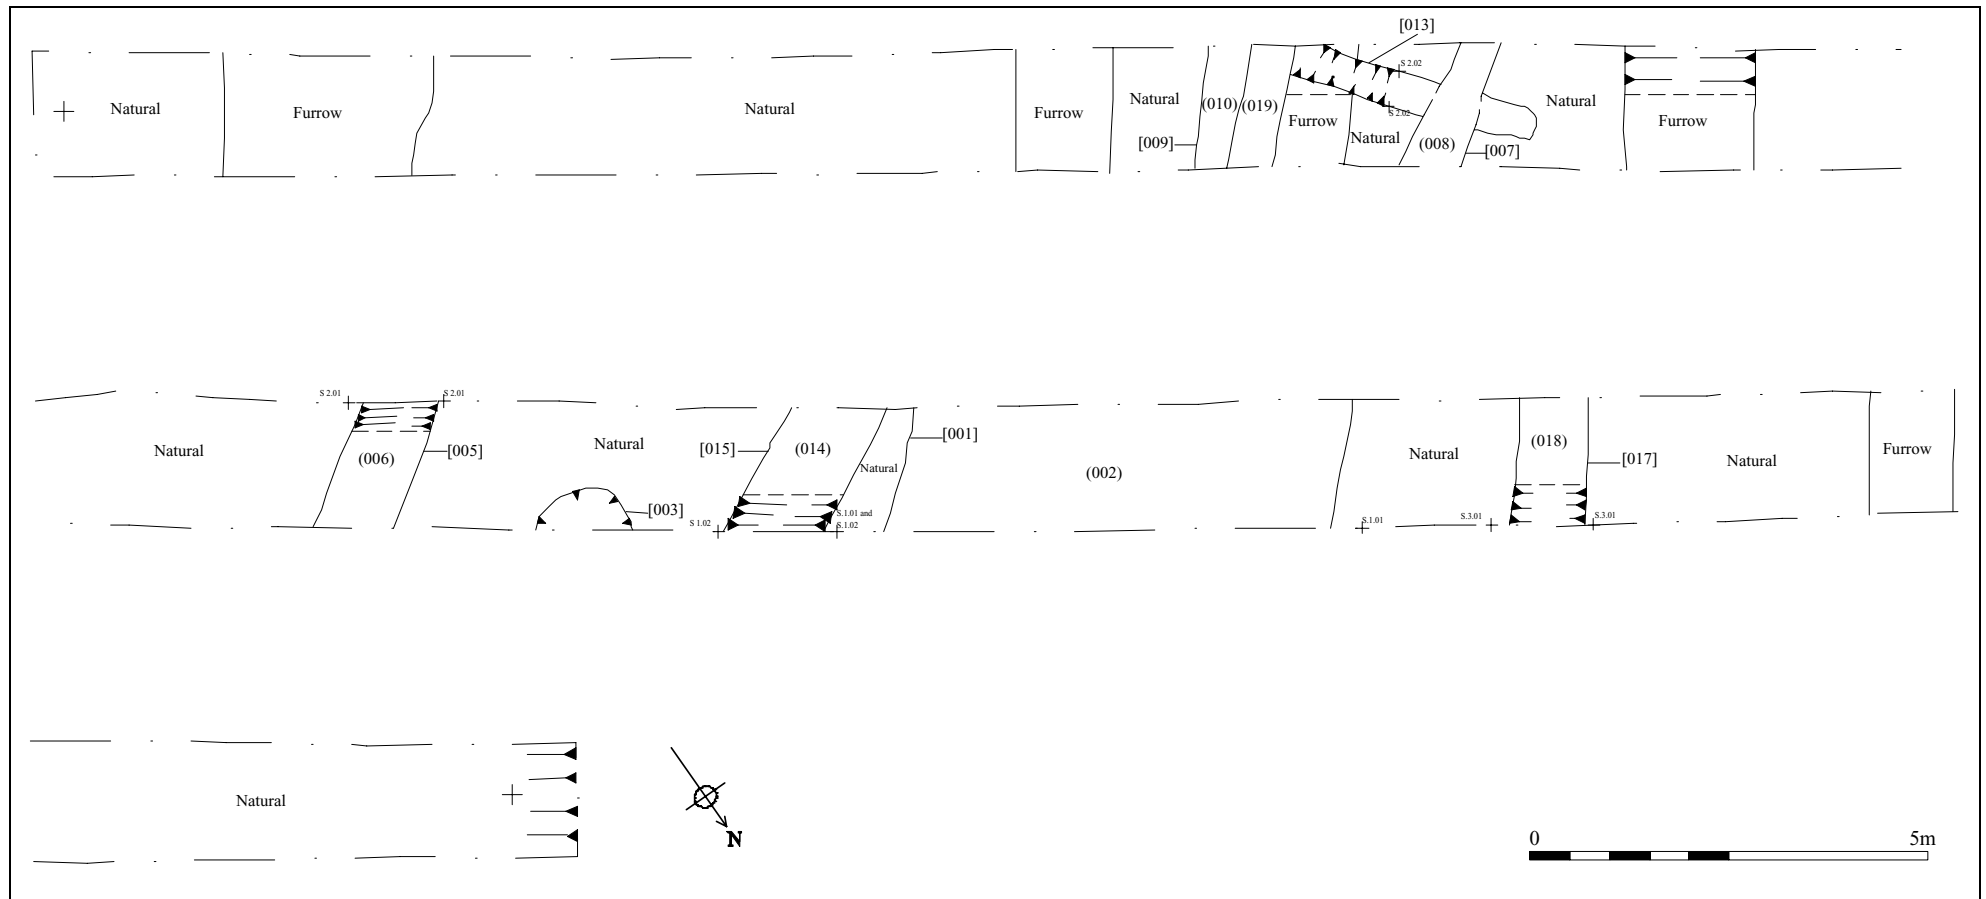 [013]
S 2.02
Natural
Furrow
Natural
Furrow
Natural
(010)
(019)
Furrow
S 2.02
Natural
(008)
Natural
Furrow
[009]
[007]
S 2.01
S 2.01
Natural
(006)
[005]
Natural
[003]
[015]
(014)
Natural
[001]
S 1.02
S.1.01 and
S.1.02
(002)
S.1.01
Natural
S.3.01
(018)
[017]
S.3.01
Natural
Furrow
Natural
N
0 5m